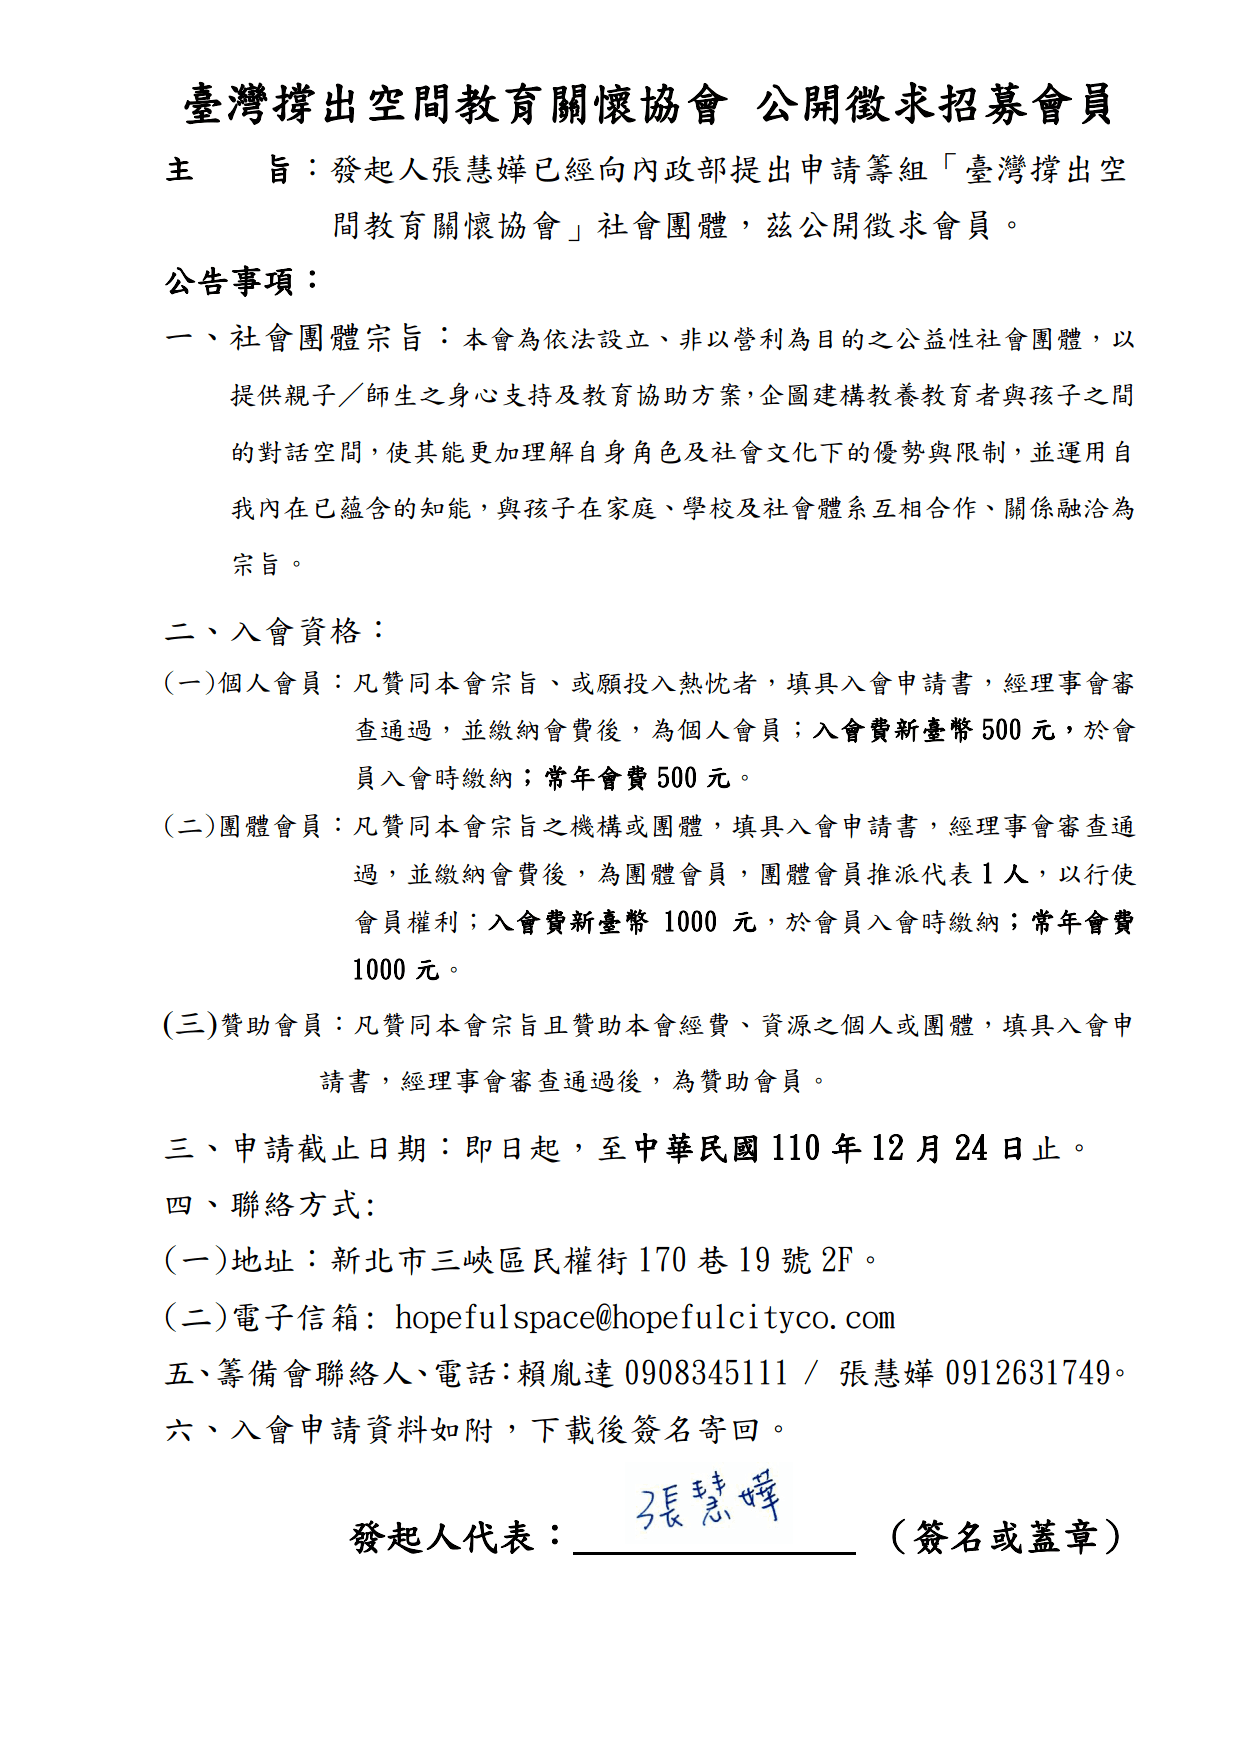 臺灣撐出空間教育關懷協會 公開徵求招募會員
主　　旨：發起人張慧嬅已經向內政部提出申請籌組「臺灣撐出空
間教育關懷協會」社會團體，茲公開徵求會員。
公告事項：
一、社會團體宗旨：本會為依法設立、非以營利為目的之公益性社會團體，以
提供親子／師生之身心支持及教育協助方案，企圖建構教養教育者與孩子之間
的對話空間，使其能更加理解自身角色及社會文化下的優勢與限制，並運用自
我內在已蘊含的知能，與孩子在家庭、學校及社會體系互相合作、關係融洽為
宗旨。
二、入會資格：
(一)個人會員：凡贊同本會宗旨、或願投入熱忱者，填具入會申請書，經理事會審
查通過，並繳納會費後，為個人會員；入會費新臺幣 500 元，於會
員入會時繳納；常年會費 500 元。
(二)團體會員：凡贊同本會宗旨之機構或團體，填具入會申請書，經理事會審查通
過，並繳納會費後，為團體會員，團體會員推派代表 1 人，以行使
會員權利；入會費新臺幣 1000 元，於會員入會時繳納；常年會費
1000 元。
(三)贊助會員：凡贊同本會宗旨且贊助本會經費、資源之個人或團體，填具入會申
請書，經理事會審查通過後，為贊助會員。
三、申請截止日期：即日起，至中華民國 110 年 12 月 24 日止。
四、聯絡方式:
(一)地址：新北市三峽區民權街 170 巷 19 號 2F。
(二)電子信箱: hopefulspace@hopefulcityco.com
五、籌備會聯絡人、電話：賴胤達 0908345111 / 張慧嬅 0912631749。
六、入會申請資料如附，下載後簽名寄回。
發起人代表：張慧嬅（簽名或蓋章）